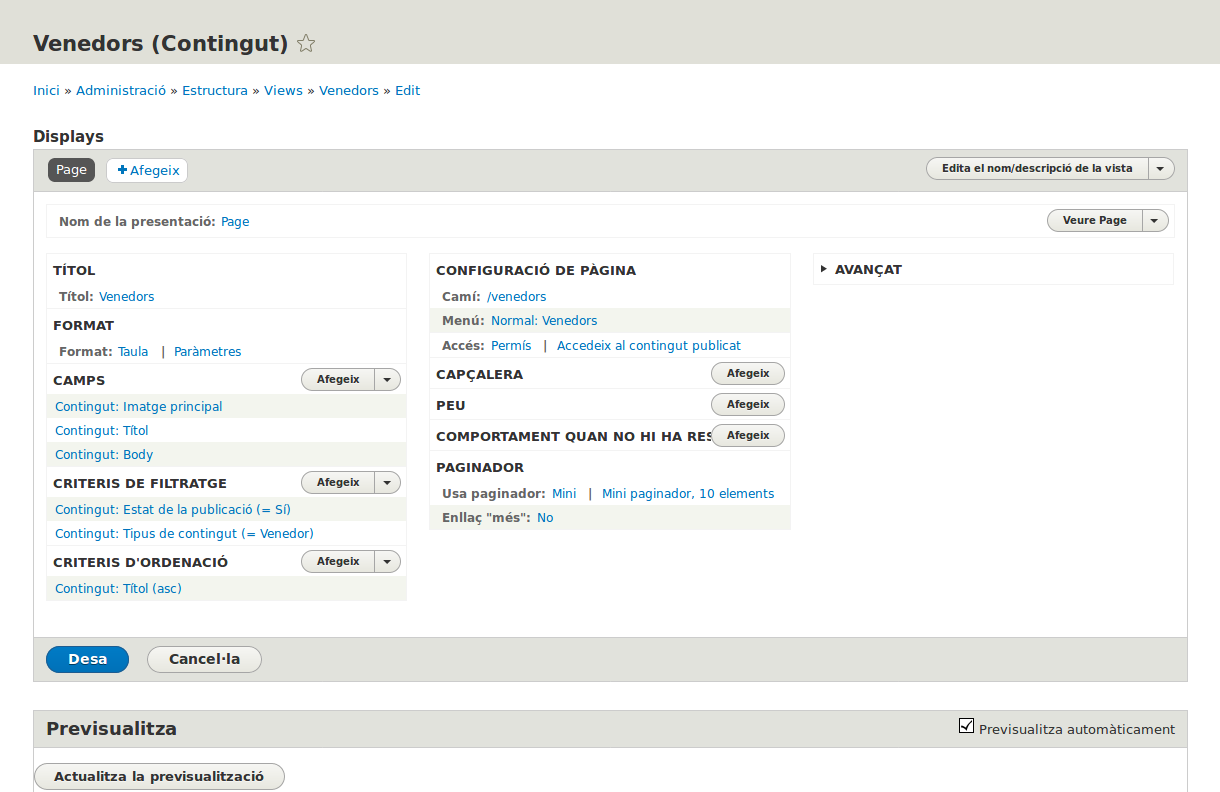 Venedors (Contingut)
Inici » Administració » Estructura » Views » Venedors » Edit
Displays
Page
Afegeix
Edita el nom/descripció de la vista
Nom de la presentació: Page
Veure Page
TÍTOL
Títol: Venedors
FORMAT
Format: Taula | Paràmetres
CAMPS
Afegeix
Contingut: Imatge principal
Contingut: Títol
Contingut: Body
CRITERIS DE FILTRATGE
Afegeix
Contingut: Estat de la publicació (= Sí)
Contingut: Tipus de contingut (= Venedor)
CRITERIS D'ORDENACIÓ
Afegeix
Contingut: Títol (asc)
CONFIGURACIÓ DE PÀGINA
Camí: /venedors
Menú: Normal: Venedors
Accés: Permís | Accedeix al contingut publicat
CAPÇALERA
Afegeix
PEU
Afegeix
COMPORTAMENT QUAN NO HI HA RES
Afegeix
PAGINADOR
Usa paginador: Mini | Mini paginador, 10 elements
Enllaç "més": No
AVANÇAT
Desa
Cancel·la
Previsualitza
Previsualitza automàticament
Actualitza la previsualització